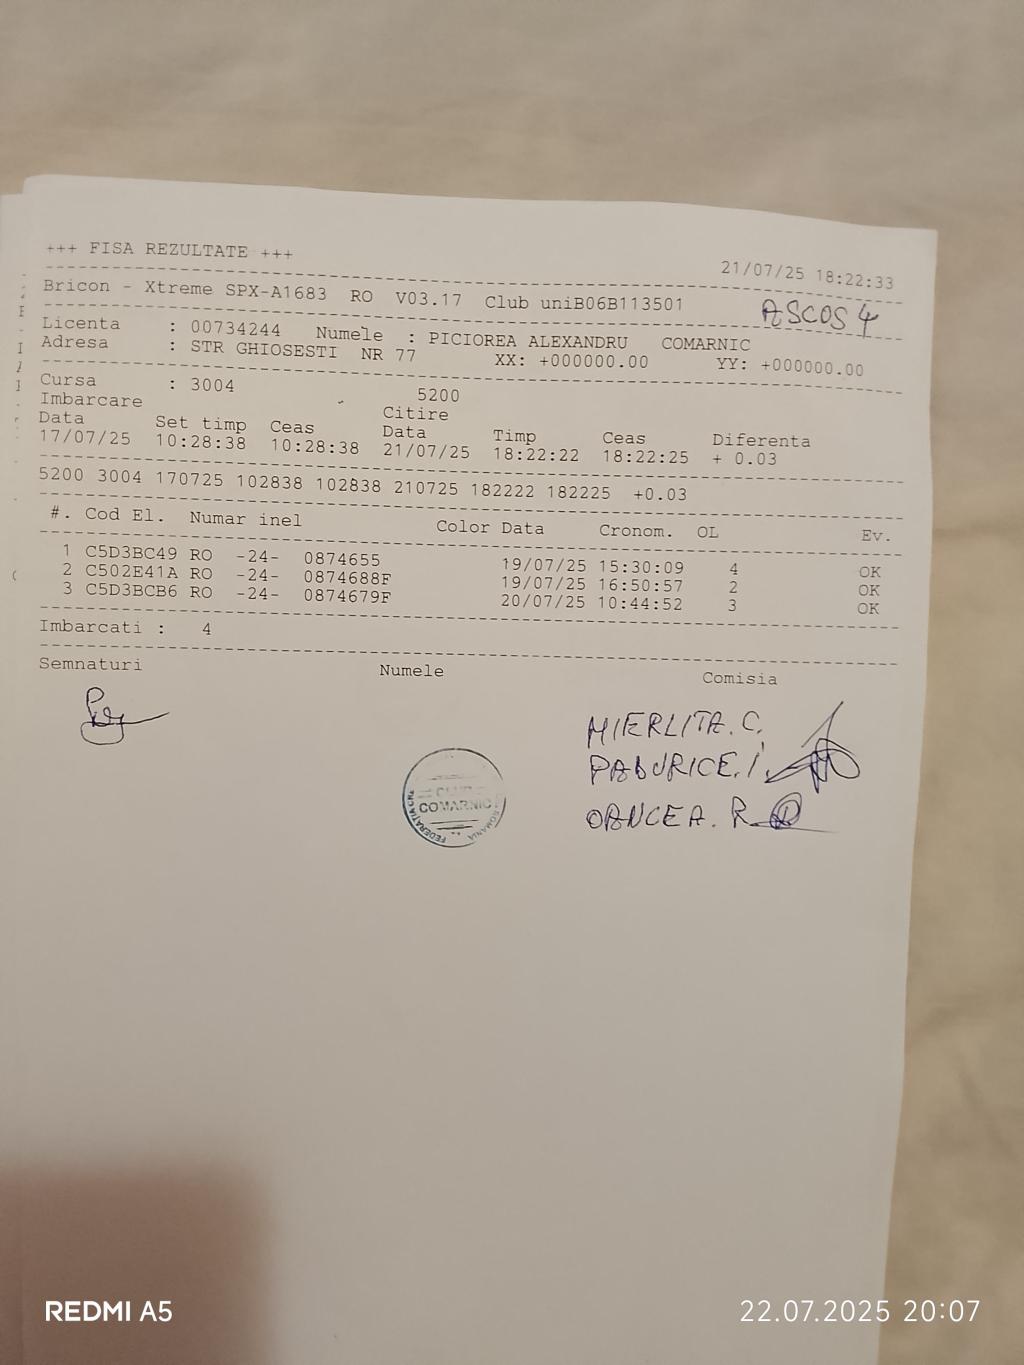 +++ FISA REZULTATE +++
21/07/25 18:22:33
Bricon - Xtreme SPX-A1683 RO V03.17 Club uniB06B113501
ASCOS 4
Licenta : 00734244 Numele : PICIOREA ALEXANDRU COMARNIC
Adresa : STR GHIOSESTI NR 77 XX: +000000.00 YY: +000000.00
Cursa : 3004 5200
Imbarcare Citire
Data Set timp Ceas Data Timp Ceas Diferenta
17/07/25 10:28:38 10:28:38 21/07/25 18:22:22 18:22:25 + 0.03
5200 3004 170725 102838 102838 210725 182222 182225 +0.03
#. Cod El. Numar inel Color Data Cronom. OL Ev.
1 C5D3BC49 RO -24- 0874655 19/07/25 15:30:09 4 OK
2 C502E41A RO -24- 0874688F 19/07/25 16:50:57 2 OK
3 C5D3BCB6 RO -24- 0874679F 20/07/25 10:44:52 3 OK
Imbarcati : 4
Semnaturi Numele Comisia
MIERLITA. C.
PADURICE. I.
OANCEA. R.
CLUB
COMARNIC
FEDERATIA
ROMANIA
REDMI A5
22.07.2025 20:07